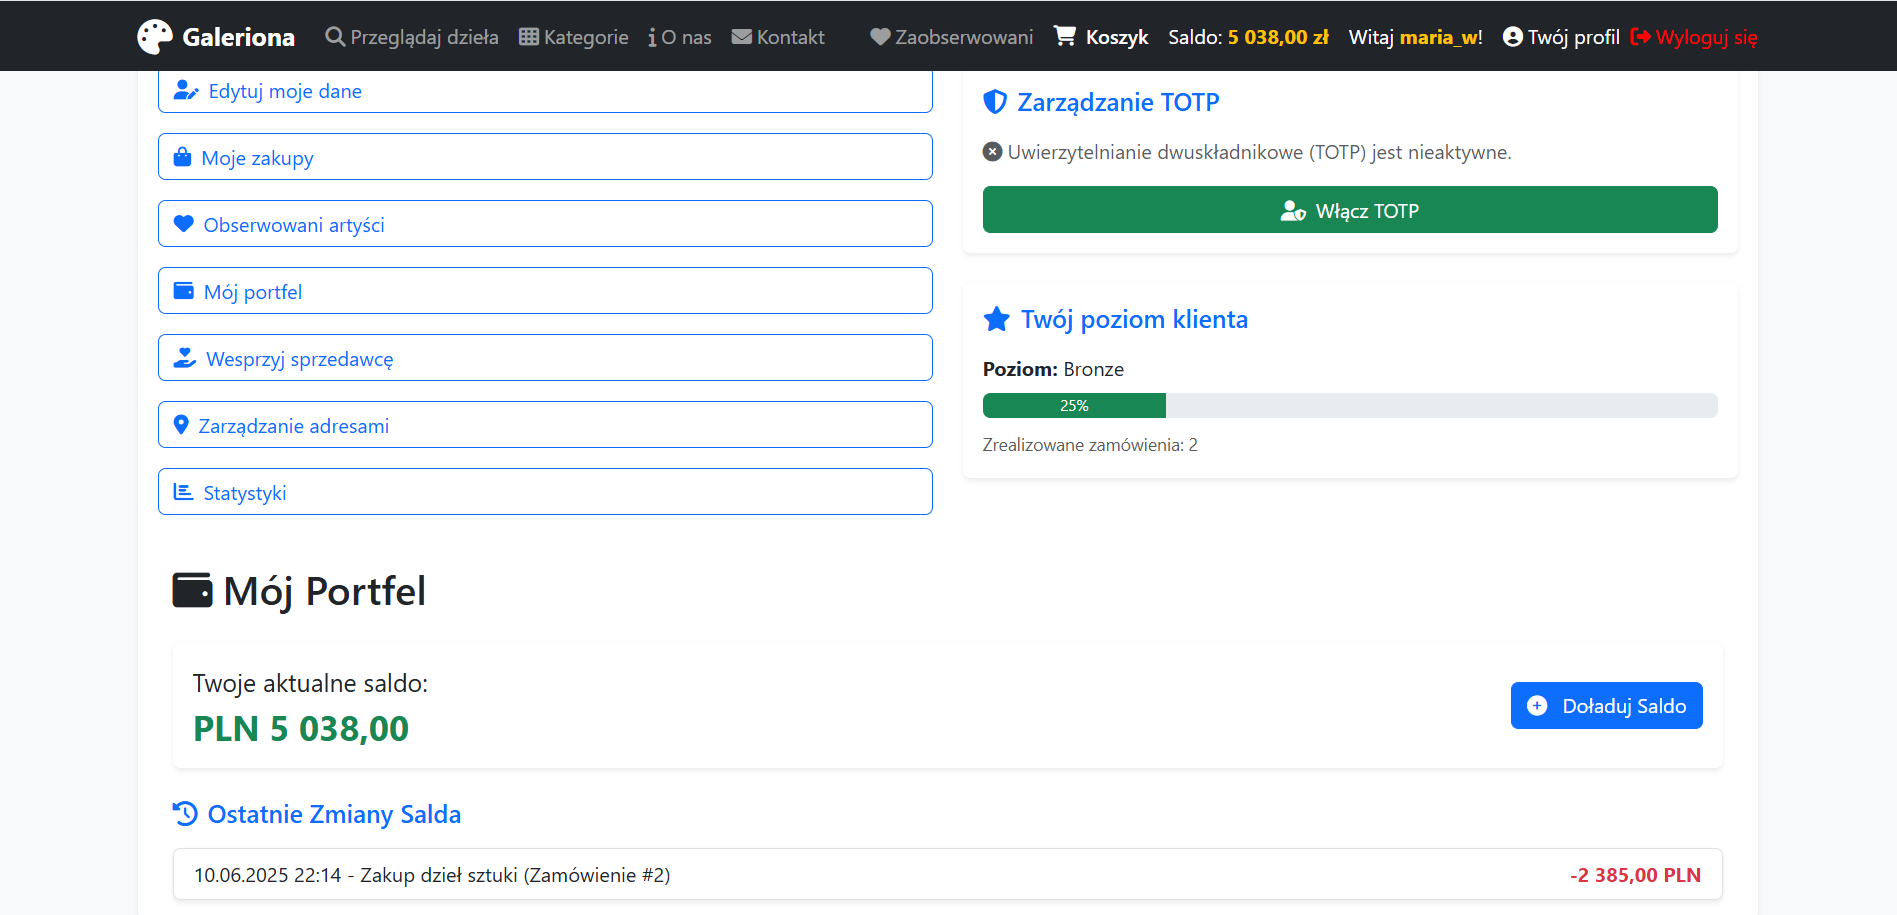 Galeriona Przeglądaj dzieła Kategorie O nas Kontakt Zaobserwowani Koszyk Saldo: 5 038,00 zł Witaj maria_w! Twój profil Wyloguj się
Edytuj moje dane
Moje zakupy
Obserwowani artyści
Mój portfel
Wesprzyj sprzedawcę
Zarządzanie adresami
Statystyki
Zarządzanie TOTP
Uwierzytelnianie dwuskładnikowe (TOTP) jest nieaktywne.
Włącz TOTP
Twój poziom klienta
Poziom: Bronze
25%
Zrealizowane zamówienia: 2
Mój Portfel
Twoje aktualne saldo:
PLN 5 038,00
Doładuj Saldo
Ostatnie Zmiany Salda
10.06.2025 22:14 - Zakup dzieł sztuki (Zamówienie #2) -2 385,00 PLN